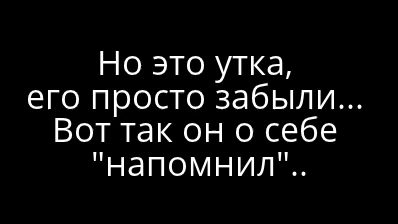 Но это утка,
его просто забыли...
Вот так он о себе
"напомнил"..